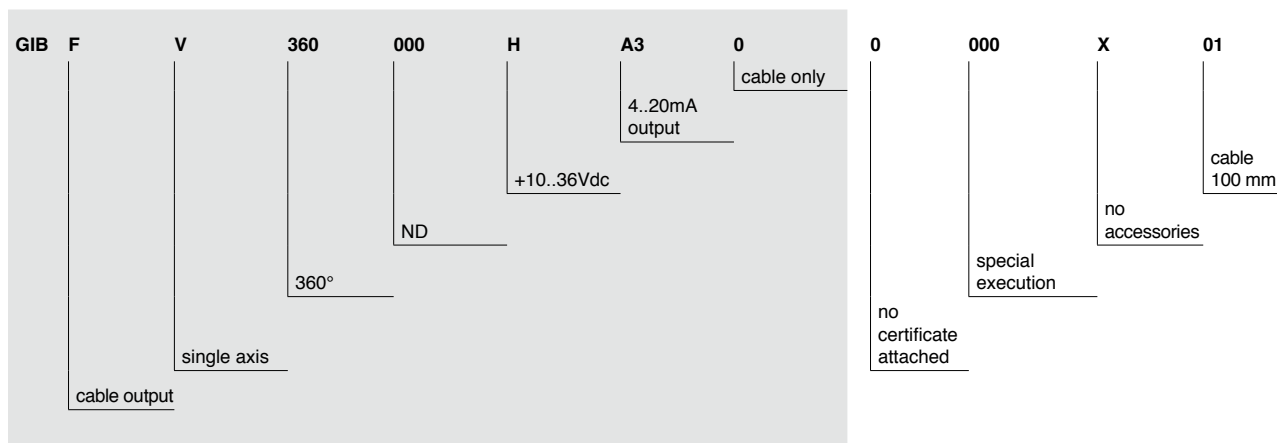 GIB F V 360 000 H A3 0 0 000 X 01
cable only
4..20mA
output
+10..36Vdc
cable
100 mm
ND
no
accessories
360°
special
execution
no
certificate
attached
single axis
cable output